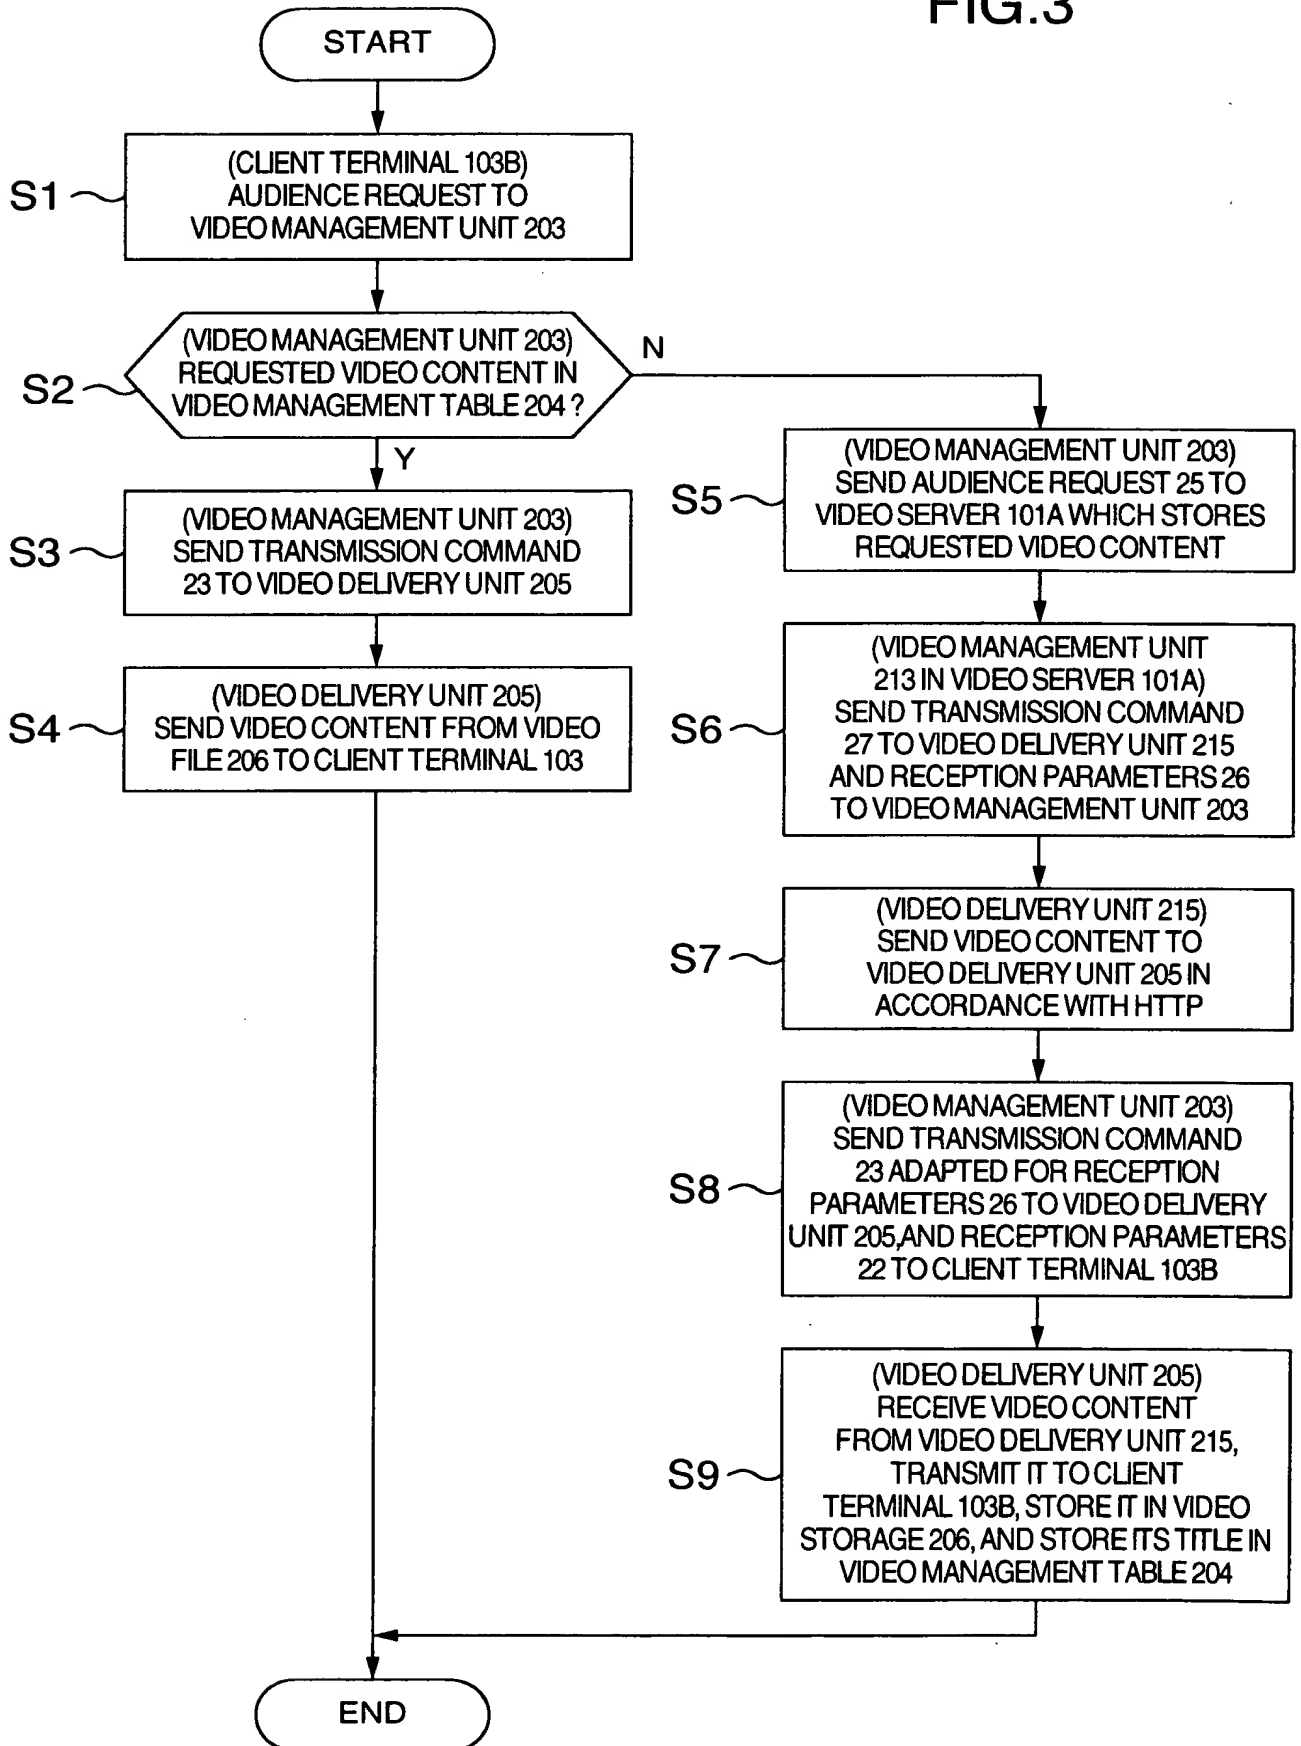 FIG.3
START
S1
(CLIENT TERMINAL 103B)
AUDIENCE REQUEST TO
VIDEO MANAGEMENT UNIT 203
S2
(VIDEO MANAGEMENT UNIT 203)
REQUESTED VIDEO CONTENT IN
VIDEO MANAGEMENT TABLE 204 ?
N
Y
S3
(VIDEO MANAGEMENT UNIT 203)
SEND TRANSMISSION COMMAND
23 TO VIDEO DELIVERY UNIT 205
S4
(VIDEO DELIVERY UNIT 205)
SEND VIDEO CONTENT FROM VIDEO
FILE 206 TO CLIENT TERMINAL 103
S5
(VIDEO MANAGEMENT UNIT 203)
SEND AUDIENCE REQUEST 25 TO
VIDEO SERVER 101A WHICH STORES
REQUESTED VIDEO CONTENT
S6
(VIDEO MANAGEMENT UNIT
213 IN VIDEO SERVER 101A)
SEND TRANSMISSION COMMAND
27 TO VIDEO DELIVERY UNIT 215
AND RECEPTION PARAMETERS 26
TO VIDEO MANAGEMENT UNIT 203
S7
(VIDEO DELIVERY UNIT 215)
SEND VIDEO CONTENT TO
VIDEO DELIVERY UNIT 205 IN
ACCORDANCE WITH HTTP
S8
(VIDEO MANAGEMENT UNIT 203)
SEND TRANSMISSION COMMAND
23 ADAPTED FOR RECEPTION
PARAMETERS 26 TO VIDEO DELIVERY
UNIT 205,AND RECEPTION PARAMETERS
22 TO CLIENT TERMINAL 103B
S9
(VIDEO DELIVERY UNIT 205)
RECEIVE VIDEO CONTENT
FROM VIDEO DELIVERY UNIT 215,
TRANSMIT IT TO CLIENT
TERMINAL 103B, STORE IT IN VIDEO
STORAGE 206, AND STORE ITS TITLE IN
VIDEO MANAGEMENT TABLE 204
END